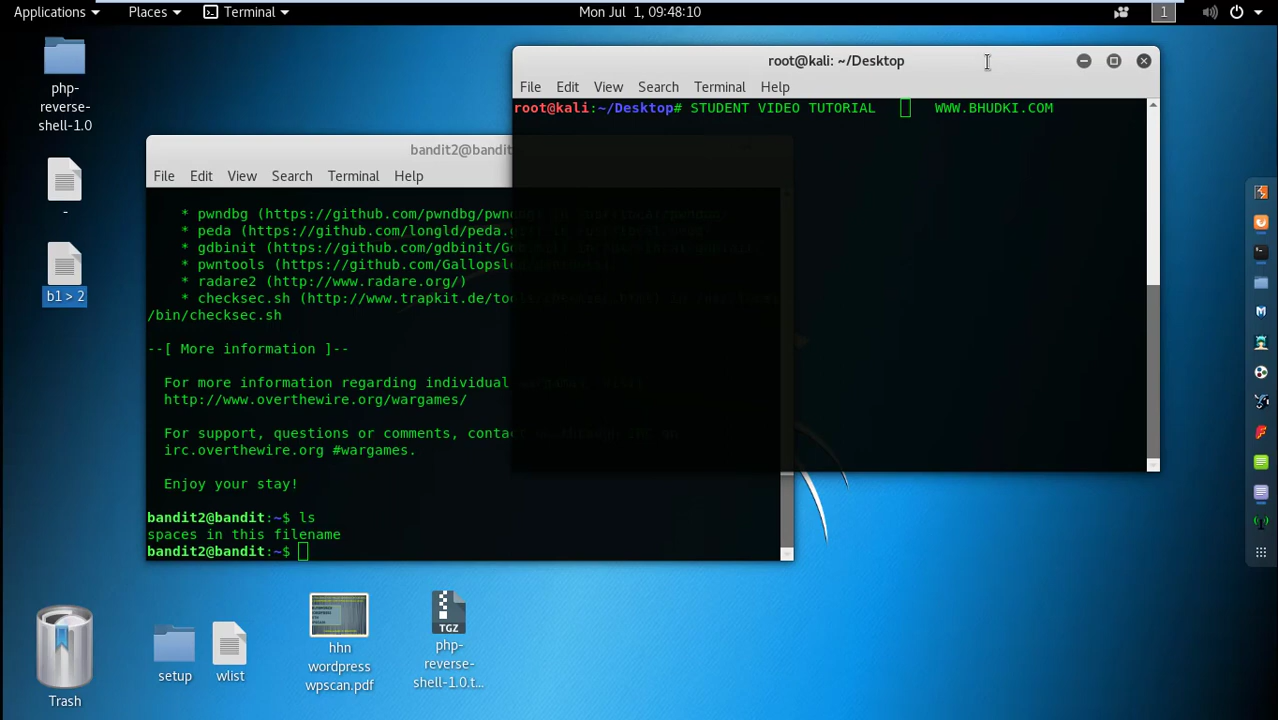 Applications
Places
Terminal
Mon Jul 1, 09:48:10
1
php-
reverse-
shell-1.0
-
b1 > 2
root@kali: ~/Desktop
File Edit View Search Terminal Help
root@kali:~/Desktop# STUDENT VIDEO TUTORIAL WWW.BHUDKI.COM
bandit2@bandit
File Edit View Search Terminal Help
* pwndbg (https://github.com/pwndbg/pwn
* peda (https://github.com/longld/peda.
* gdbinit (https://github.com/gdbinit/G
* pwntools (https://github.com/Gallopsle
* radare2 (http://www.radare.org/)
* checksec.sh (http://www.trapkit.de/too
/bin/checksec.sh
--[ More information ]--
For more information regarding individual
http://www.overthewire.org/wargames/
For support, questions or comments, contact
irc.overthewire.org #wargames.
Enjoy your stay!
bandit2@bandit:~$ ls
spaces in this filename
bandit2@bandit:~$
Trash
setup
wlist
hhn
wordpress
wpscan.pdf
TGZ
php-
reverse-
shell-1.0.t...